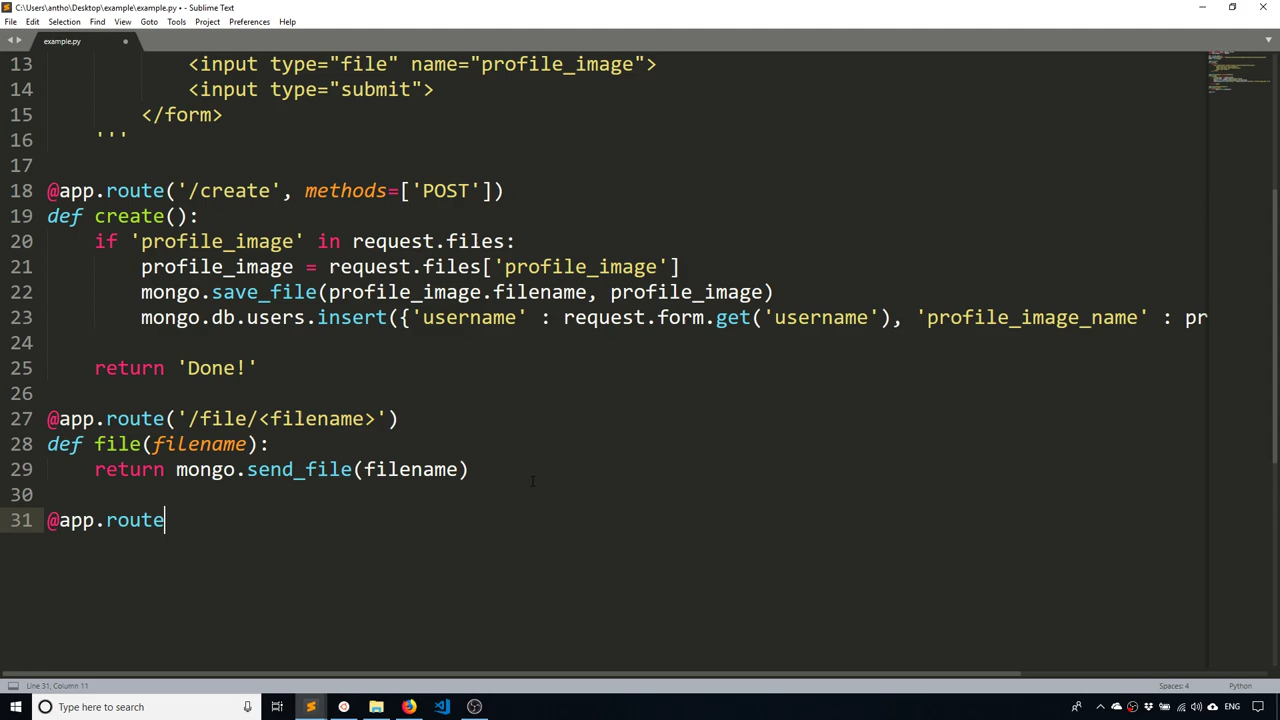 C:\Users\antho\Desktop\example\example.py • - Sublime Text
File Edit Selection Find View Goto Tools Project Preferences Help
example.py
13 <input type="file" name="profile_image">
14 <input type="submit">
15 </form>
16 '''
17
18 @app.route('/create', methods=['POST'])
19 def create():
20 if 'profile_image' in request.files:
21 profile_image = request.files['profile_image']
22 mongo.save_file(profile_image.filename, profile_image)
23 mongo.db.users.insert({'username' : request.form.get('username'), 'profile_image_name' : pr
24
25 return 'Done!'
26
27 @app.route('/file/<filename>')
28 def file(filename):
29 return mongo.send_file(filename)
30
31 @app.route
Line 31, Column 11 Spaces: 4 Python
Type here to search ENG